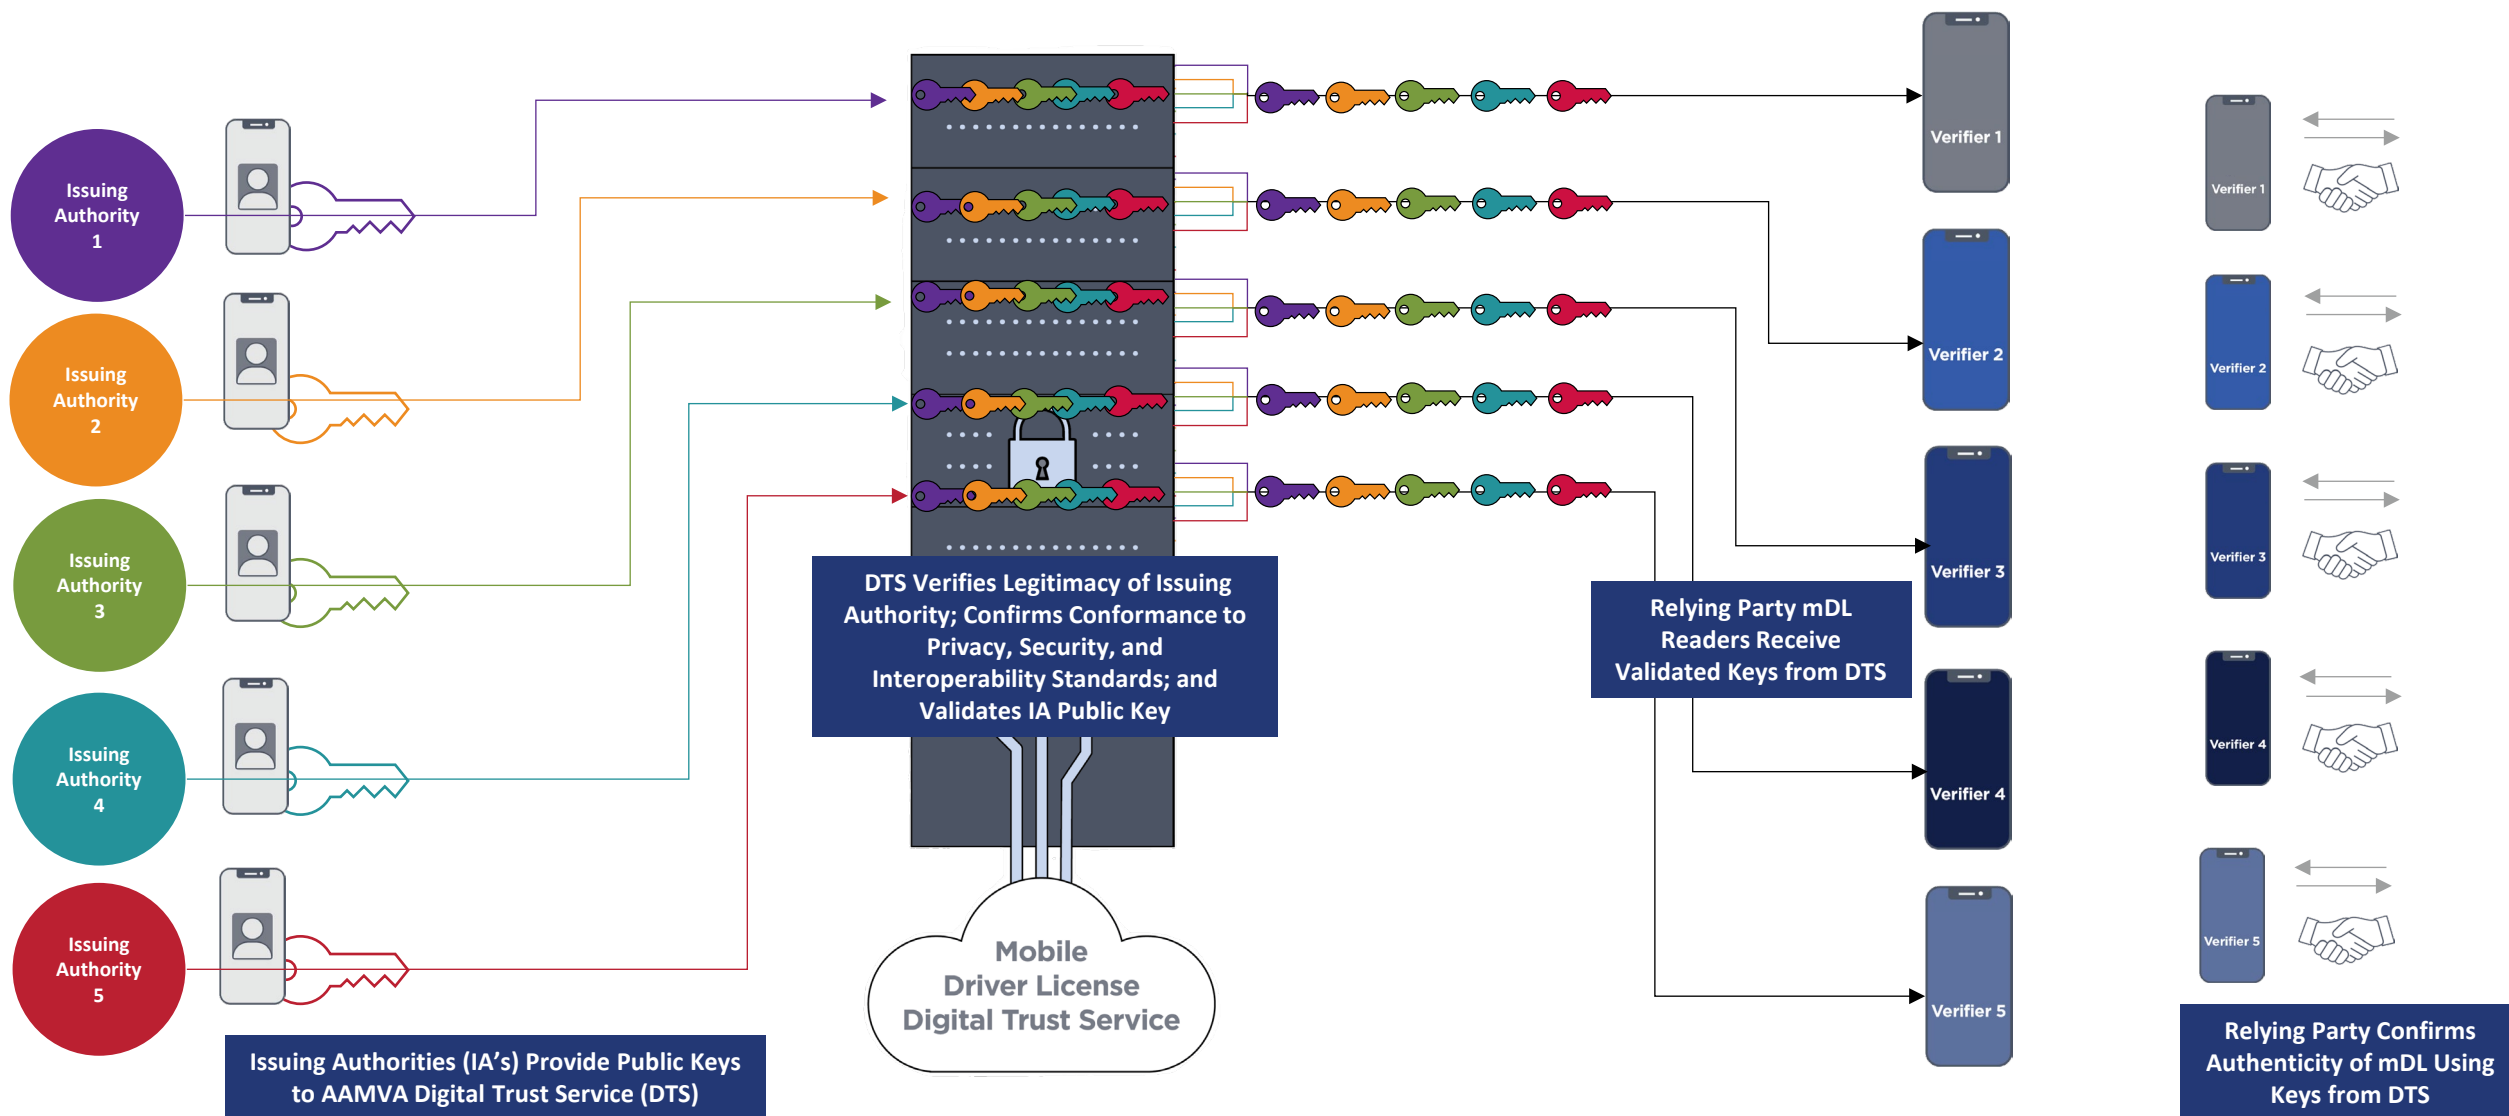 Issuing
Authority
1
Issuing
Authority
2
Issuing
Authority
3
Issuing
Authority
4
Issuing
Authority
5
Issuing Authorities (IA's) Provide Public Keys
to AAMVA Digital Trust Service (DTS)
DTS Verifies Legitimacy of Issuing
Authority; Confirms Conformance to
Privacy, Security, and
Interoperability Standards; and
Validates IA Public Key
Mobile
Driver License
Digital Trust Service
Relying Party mDL
Readers Receive
Validated Keys from DTS
Verifier 1
Verifier 2
Verifier 3
Verifier 4
Verifier 5
Verifier 1
Verifier 2
Verifier 3
Verifier 4
Verifier 5
Relying Party Confirms
Authenticity of mDL Using
Keys from DTS